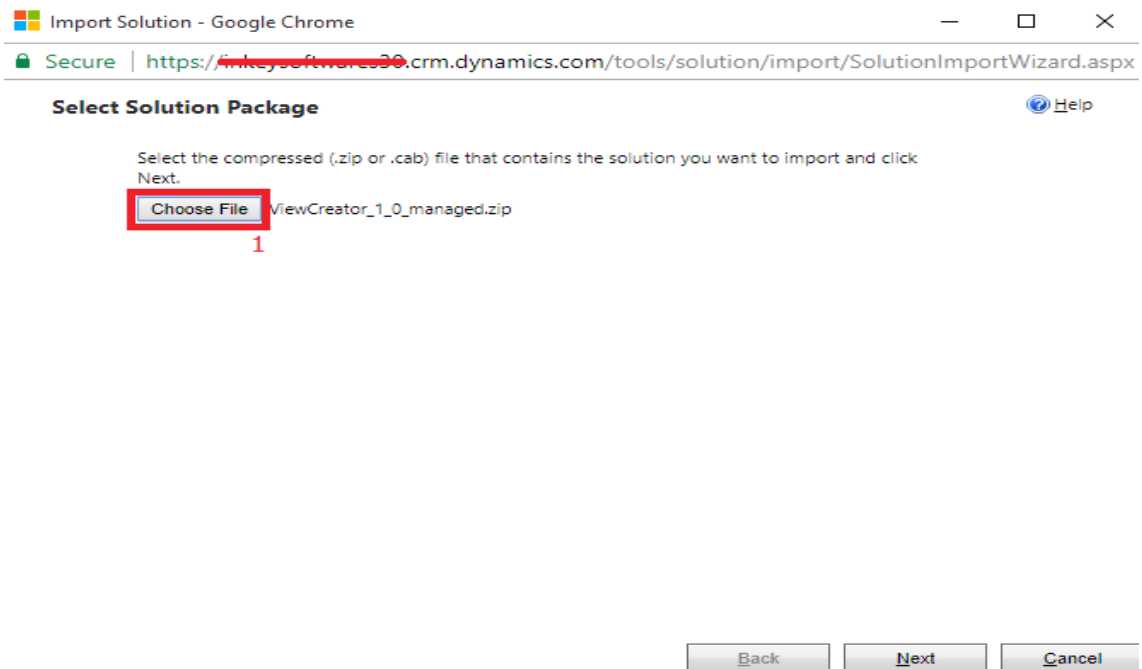 Import Solution - Google Chrome
Secure | https://inkeysoftwares30.crm.dynamics.com/tools/solution/import/SolutionImportWizard.aspx
Select Solution Package
Help
Select the compressed (.zip or .cab) file that contains the solution you want to import and click
Next.
Choose File ViewCreator_1_0_managed.zip
1
Back Next Cancel